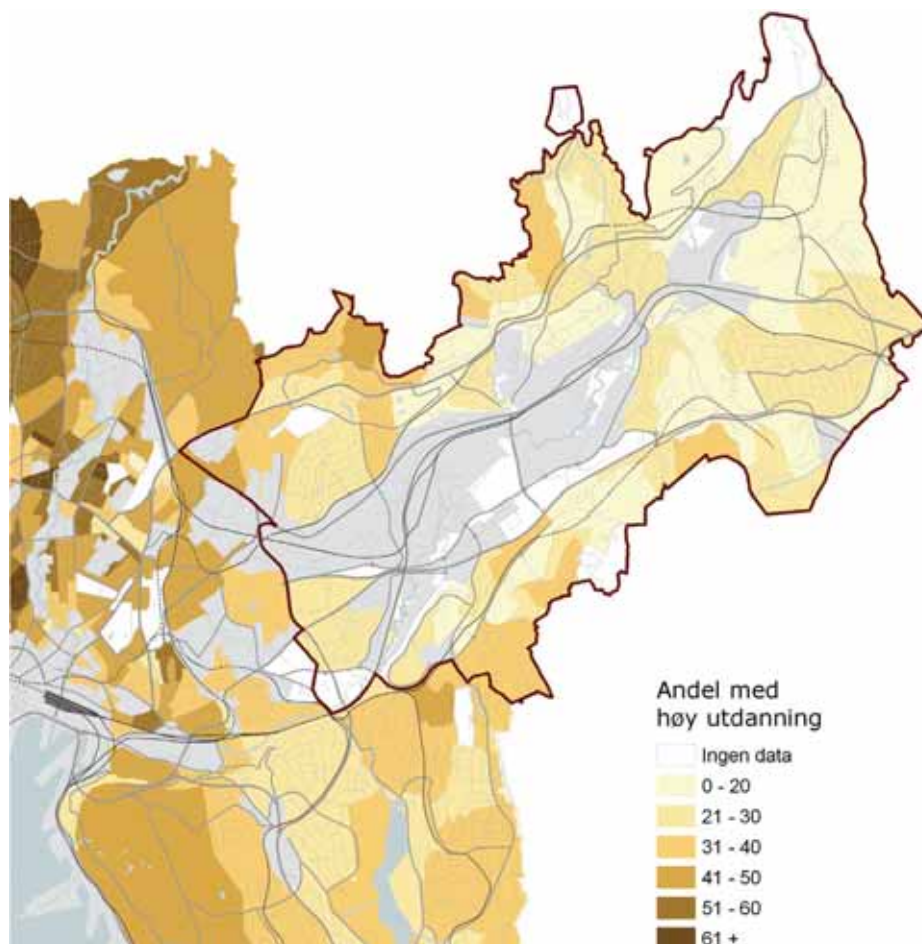 Andel med
høy utdanning
Ingen data
0 - 20
21 - 30
31 - 40
41 - 50
51 - 60
61 +